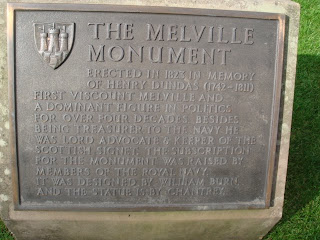 THE MELVILLE
MONUMENT
ERECTED IN 1823 IN MEMORY
OF HENRY DUNDAS (1742-1811)
FIRST VISCOUNT MELVILLE AND
A DOMINANT FIGURE IN POLITICS
FOR OVER FOUR DECADES. BESIDES
BEING TREASURER TO THE NAVY HE
WAS LORD ADVOCATE & KEEPER OF THE
SCOTTISH SIGNET. THE SUBSCRIPTION
FOR THE MONUMENT WAS RAISED BY
MEMBERS OF THE ROYAL NAVY.
IT WAS DESIGNED BY WILLIAM BURN
AND THE STATUE IS BY CHANTREY